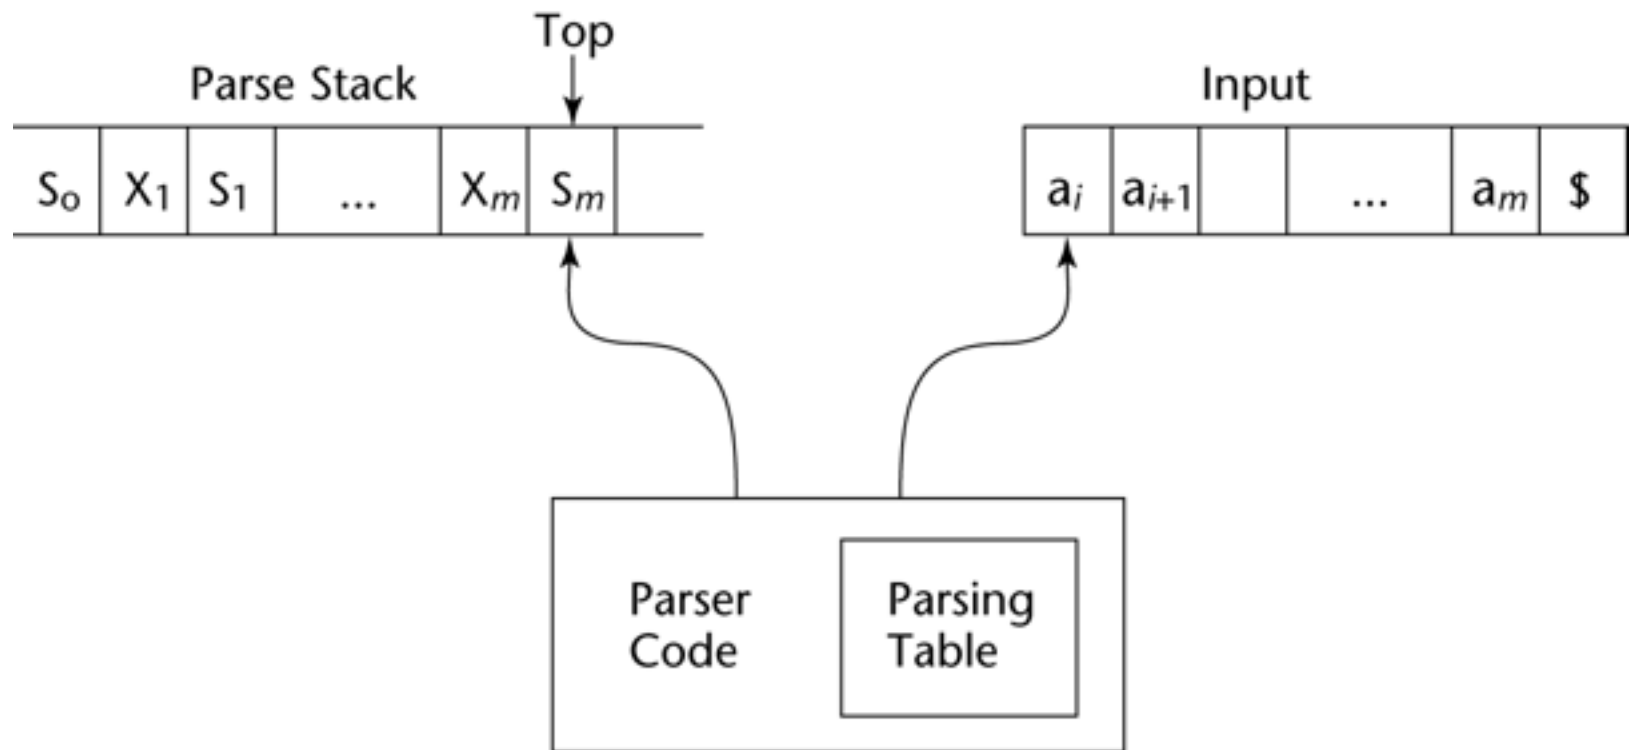 Top
Parse Stack
Input
S₀ X₁ S₁ ... Xₘ Sₘ
aᵢ aᵢ₊₁ ... aₘ $
Parser
Code
Parsing
Table